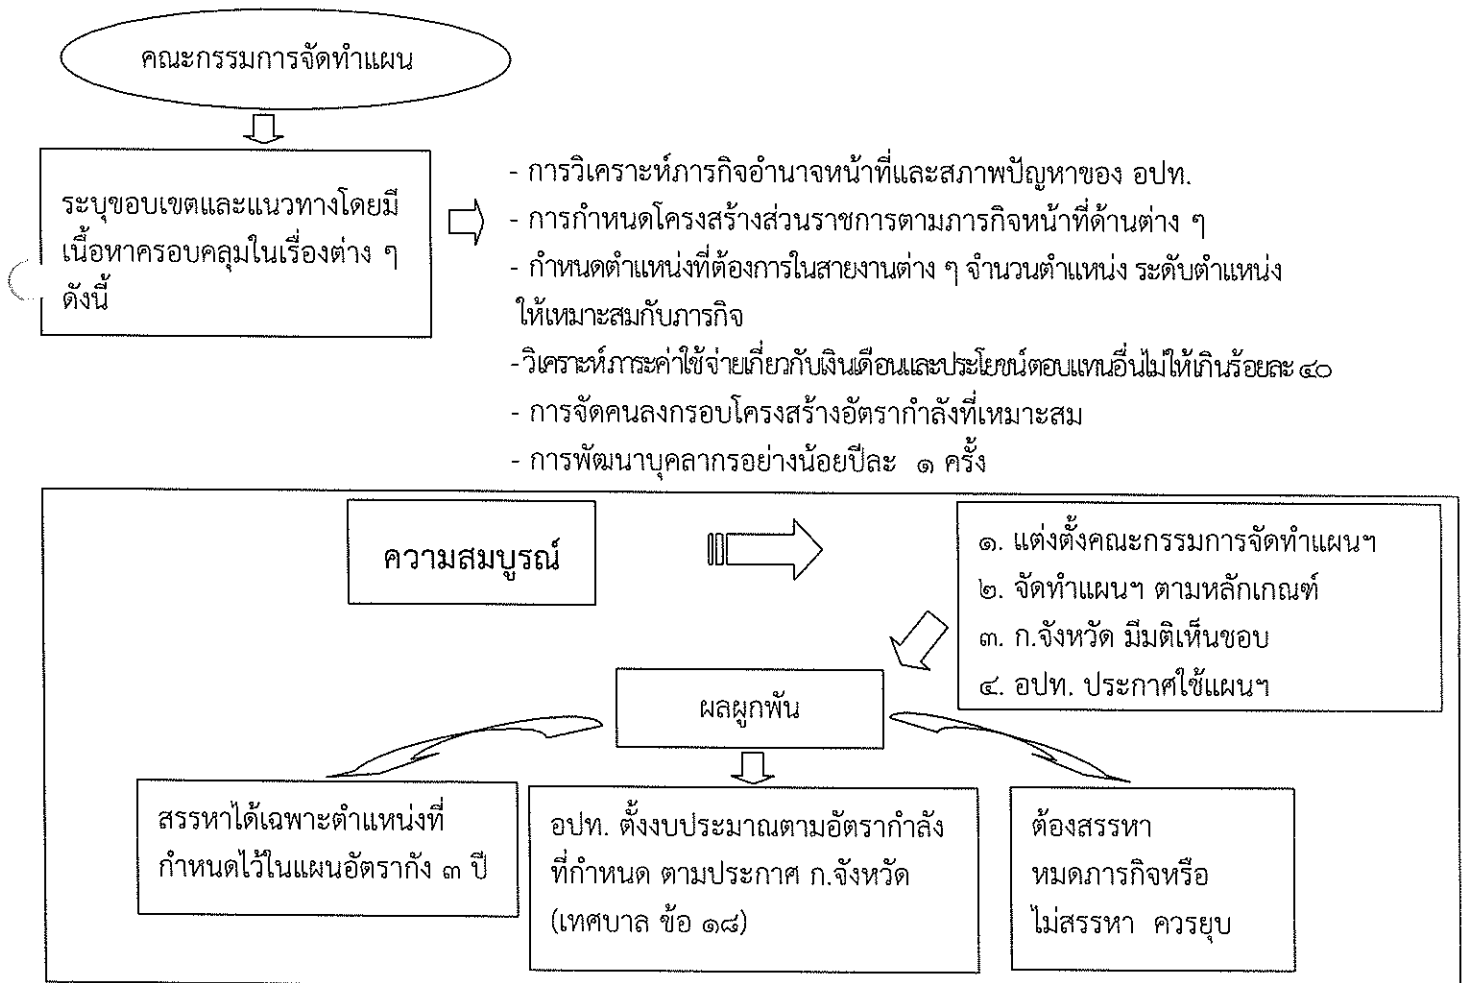 คณะกรรมการจัดทำแผน
ระบุขอบเขตและแนวทางโดยมี
เนื้อหาครอบคลุมในเรื่องต่าง ๆ
ดังนี้
- การวิเคราะห์ภารกิจอำนาจหน้าที่และสภาพปัญหาของ อปท.
- การกำหนดโครงสร้างส่วนราชการตามภารกิจหน้าที่ด้านต่าง ๆ
- กำหนดตำแหน่งที่ต้องการในสายงานต่าง ๆ จำนวนตำแหน่ง ระดับตำแหน่ง
ให้เหมาะสมกับภารกิจ
- วิเคราะห์ภาระค่าใช้จ่ายเกี่ยวกับเงินเดือนและประโยชน์ตอบแทนอื่นไม่ให้เกินร้อยละ ๔๐
- การจัดคนลงกรอบโครงสร้างอัตรากำลังที่เหมาะสม
- การพัฒนาบุคลากรอย่างน้อยปีละ ๑ ครั้ง
ความสมบูรณ์
๑. แต่งตั้งคณะกรรมการจัดทำแผนฯ
๒. จัดทำแผนฯ ตามหลักเกณฑ์
๓. ก.จังหวัด มีมติเห็นชอบ
๔. อปท. ประกาศใช้แผนฯ
ผลผูกพัน
สรรหาได้เฉพาะตำแหน่งที่
กำหนดไว้ในแผนอัตรากัง ๓ ปี
อปท. ตั้งงบประมาณตามอัตรากำลัง
ที่กำหนด ตามประกาศ ก.จังหวัด
(เทศบาล ข้อ ๑๘)
ต้องสรรหา
หมดภารกิจหรือ
ไม่สรรหา ควรยุบ